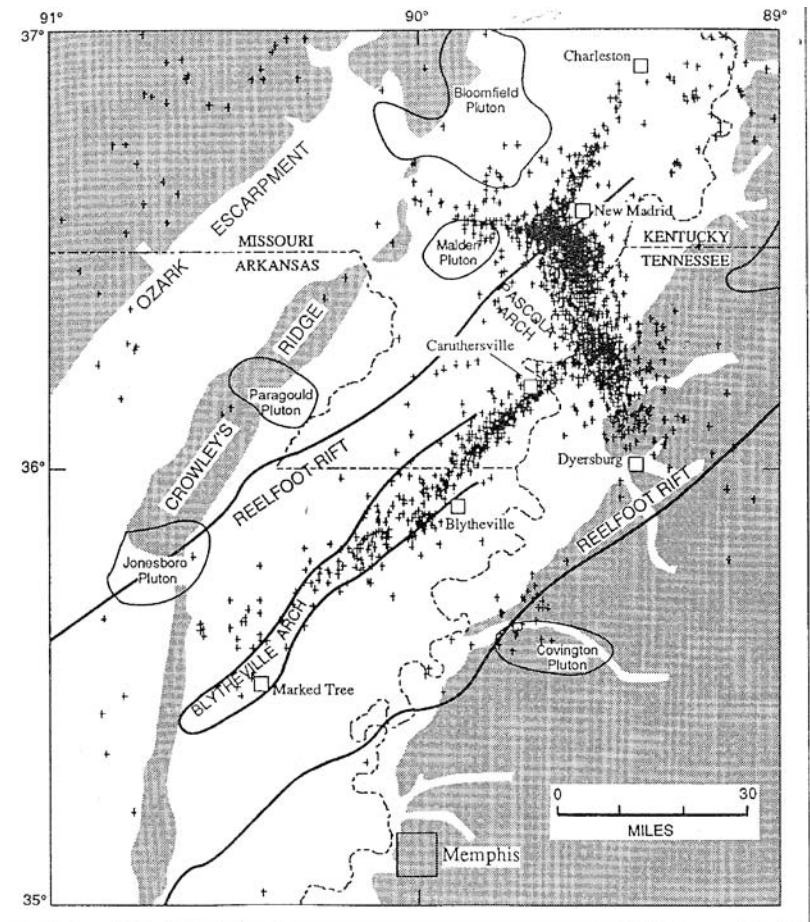 91°
90°
89°
37°
Charleston
Bloomfield
Pluton
OZARK ESCARPMENT
New Madrid
MISSOURI
ARKANSAS
Malden
Pluton
KENTUCKY
TENNESSEE
PASCOLA
ARCH
CROWLEY'S RIDGE
Caruthersville
Paragould
Pluton
36°
Dyersburg
REELFOOT RIFT
REELFOOT RIFT
Blytheville
Jonesboro
Pluton
BLYTHEVILLE ARCH
Covington
Pluton
Marked Tree
0 30
MILES
Memphis
35°